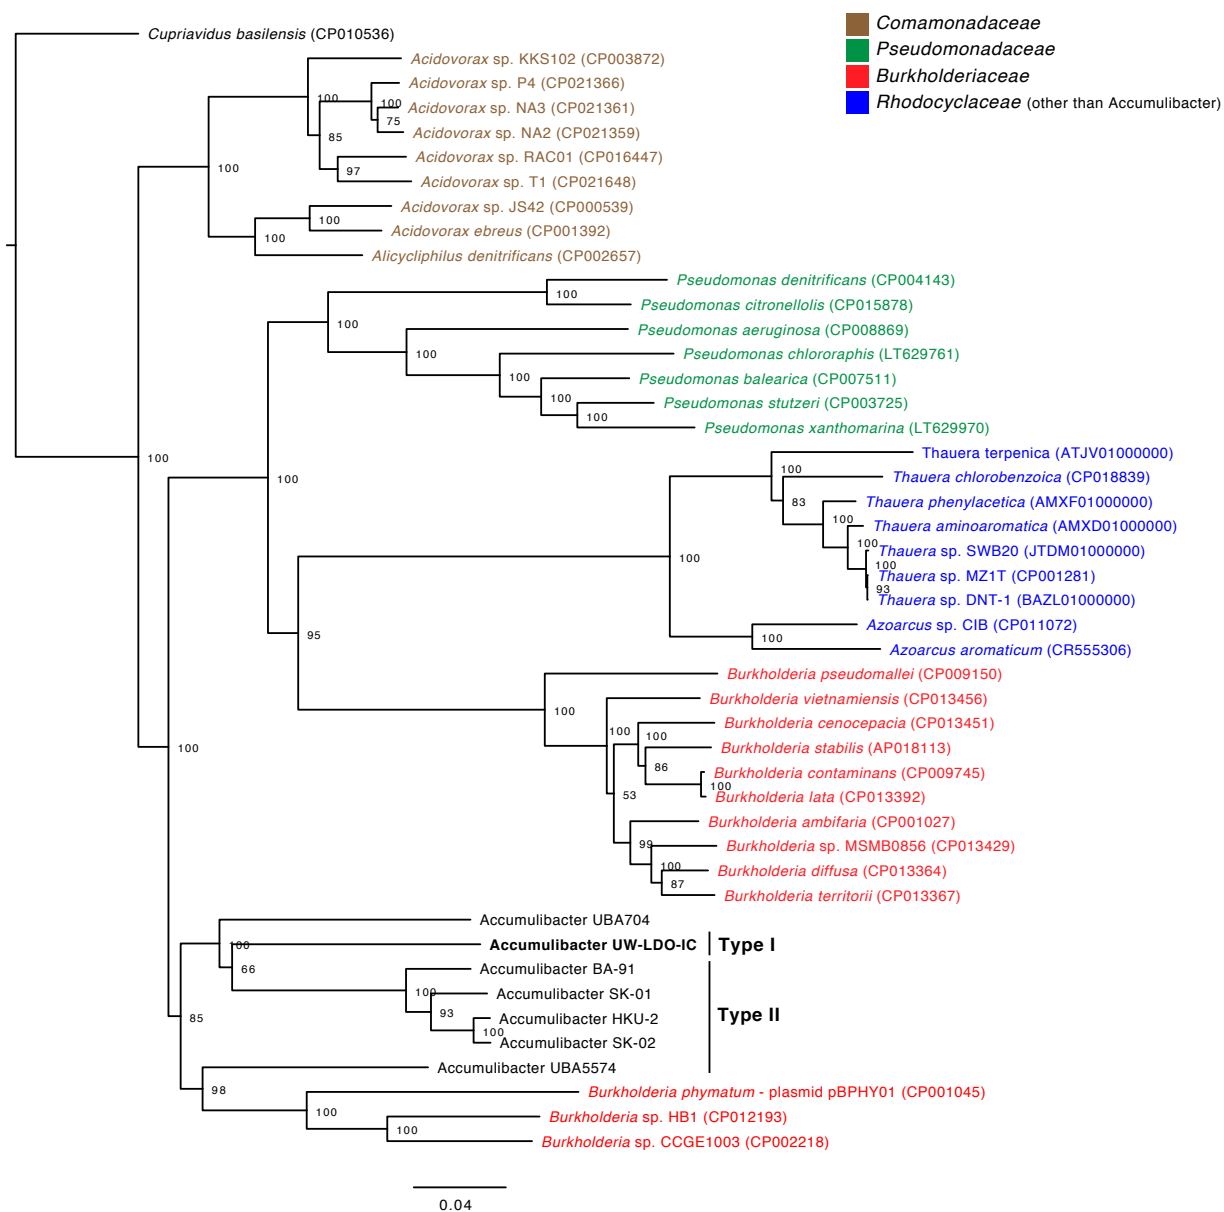 Cupriavidus basilensis (CP010536)
Comamonadaceae
Pseudomonadaceae
Burkholderiaceae
Rhodocyclaceae (other than Accumulibacter)
Acidovorax sp. KKS102 (CP003872)
100
Acidovorax sp. P4 (CP021366)
100
Acidovorax sp. NA3 (CP021361)
75
Acidovorax sp. NA2 (CP021359)
85
Acidovorax sp. RAC01 (CP016447)
97
Acidovorax sp. T1 (CP021648)
100
Acidovorax sp. JS42 (CP000539)
100
Acidovorax ebreus (CP001392)
100
Alicycliphilus denitrificans (CP002657)
Pseudomonas denitrificans (CP004143)
100
Pseudomonas citronellolis (CP015878)
100
Pseudomonas aeruginosa (CP008869)
100
Pseudomonas chlororaphis (LT629761)
100
Pseudomonas balearica (CP007511)
100
Pseudomonas stutzeri (CP003725)
100
Pseudomonas xanthomarina (LT629970)
100
100
Thauera terpenica (ATJV01000000)
100
Thauera chlorobenzoica (CP018839)
83
Thauera phenylacetica (AMXF01000000)
100
Thauera aminoaromatica (AMXD01000000)
100
Thauera sp. SWB20 (JTDM01000000)
100
Thauera sp. MZ1T (CP001281)
93
Thauera sp. DNT-1 (BAZL01000000)
100
Azoarcus sp. CIB (CP011072)
100
Azoarcus aromaticum (CR555306)
95
Burkholderia pseudomallei (CP009150)
100
Burkholderia vietnamiensis (CP013456)
100
Burkholderia cenocepacia (CP013451)
100
Burkholderia stabilis (AP018113)
86
Burkholderia contaminans (CP009745)
100
Burkholderia lata (CP013392)
53
Burkholderia ambifaria (CP001027)
99
Burkholderia sp. MSMB0856 (CP013429)
100
Burkholderia diffusa (CP013364)
87
Burkholderia territorii (CP013367)
100
Accumulibacter UBA704
100
Accumulibacter UW-LDO-IC
Type I
66
Accumulibacter BA-91
100
Accumulibacter SK-01
93
Accumulibacter HKU-2
100
Accumulibacter SK-02
Type II
85
Accumulibacter UBA5574
98
Burkholderia phymatum - plasmid pBPHY01 (CP001045)
100
Burkholderia sp. HB1 (CP012193)
100
Burkholderia sp. CCGE1003 (CP002218)
0.04